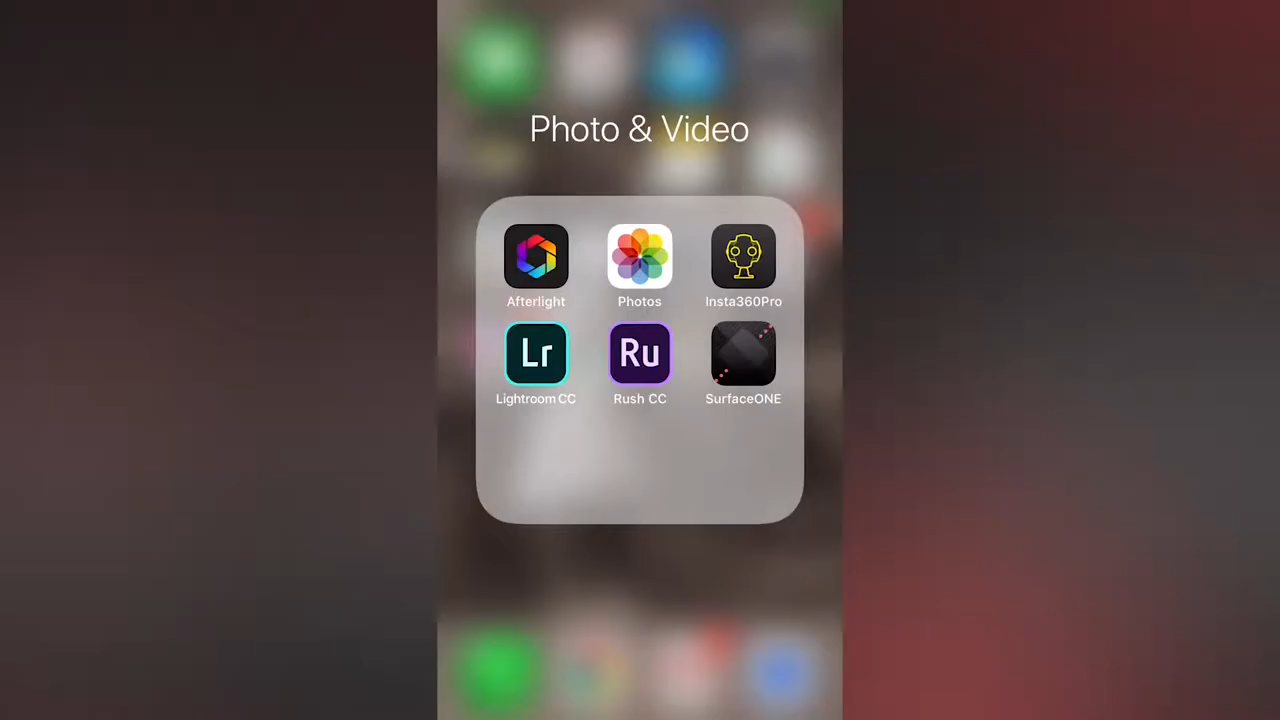 Photo & Video
Afterlight
Photos
Insta360Pro
Lr
Ru
Lightroom CC
Rush CC
SurfaceONE